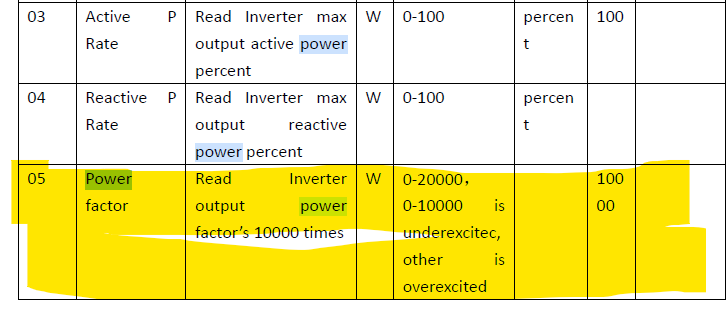 03 Active P Rate Read Inverter max output active power percent W 0-100 percent 100
04 Reactive P Rate Read Inverter max output reactive power percent W 0-100 percent
05 Power factor Read Inverter output power factor’s 10000 times W 0-20000， 0-10000 is underexcitec, other is overexcited 10000